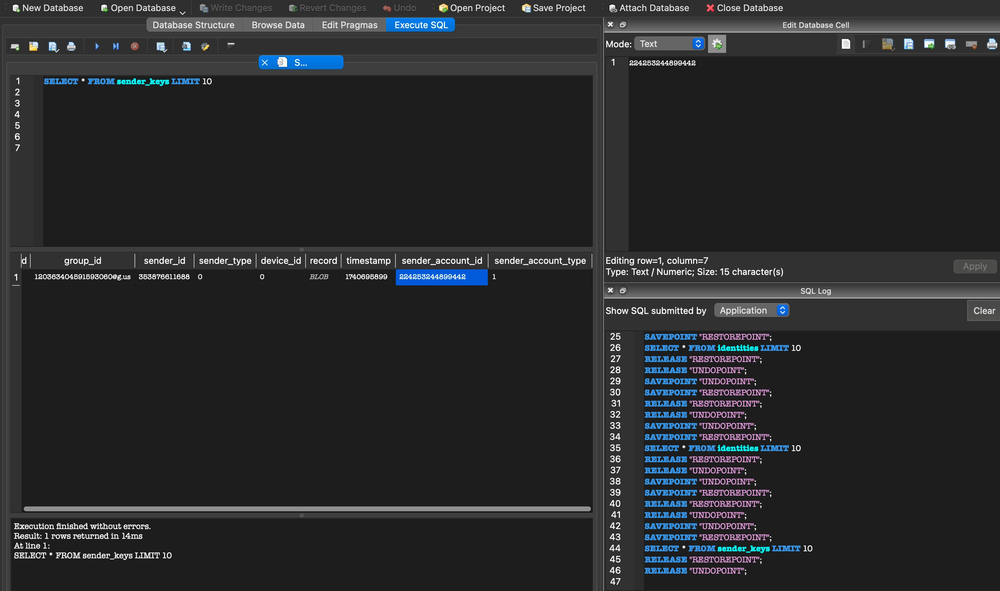 New Database Open Database Write Changes Revert Changes Undo Open Project Save Project Attach Database Close Database
Database Structure Browse Data Edit Pragmas Execute SQL
S...
1 SELECT * FROM sender_keys LIMIT 10
2
3
4
5
6
7
d group_id sender_id sender_type device_id record timestamp sender_account_id sender_account_type
1 120363404591593060@g.us 353876611688 0 0 BLOB 1740695899 224253244899442 1
Execution finished without errors.
Result: 1 rows returned in 14ms
At line 1:
SELECT * FROM sender_keys LIMIT 10
Edit Database Cell
Mode: Text
1 224253244899442
Editing row=1, column=7
Type: Text / Numeric; Size: 15 character(s)
Apply
SQL Log
Show SQL submitted by Application Clear
25 SAVEPOINT "RESTOREPOINT";
26 SELECT * FROM identities LIMIT 10
27 RELEASE "RESTOREPOINT";
28 RELEASE "UNDOPOINT";
29 SAVEPOINT "UNDOPOINT";
30 SAVEPOINT "RESTOREPOINT";
31 RELEASE "RESTOREPOINT";
32 RELEASE "UNDOPOINT";
33 SAVEPOINT "UNDOPOINT";
34 SAVEPOINT "RESTOREPOINT";
35 SELECT * FROM identities LIMIT 10
36 RELEASE "RESTOREPOINT";
37 RELEASE "UNDOPOINT";
38 SAVEPOINT "UNDOPOINT";
39 SAVEPOINT "RESTOREPOINT";
40 RELEASE "RESTOREPOINT";
41 RELEASE "UNDOPOINT";
42 SAVEPOINT "UNDOPOINT";
43 SAVEPOINT "RESTOREPOINT";
44 SELECT * FROM sender_keys LIMIT 10
45 RELEASE "RESTOREPOINT";
46 RELEASE "UNDOPOINT";
47